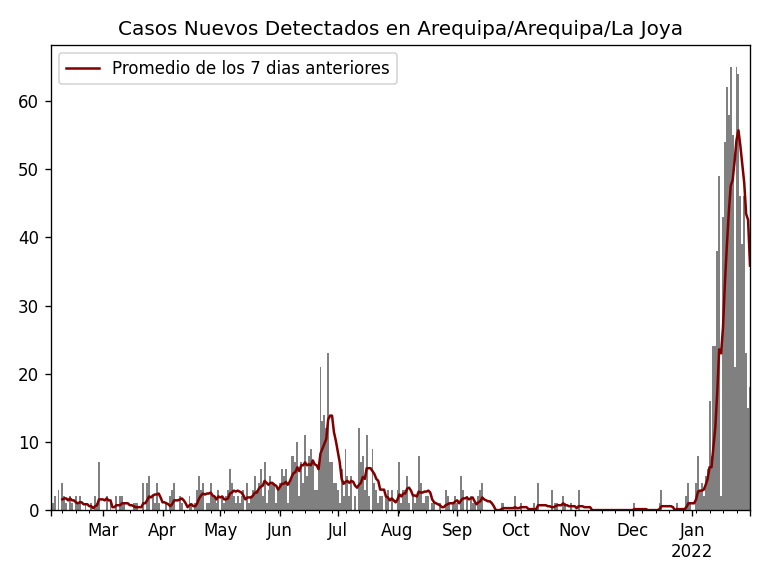 Casos Nuevos Detectados en Arequipa/Arequipa/La Joya
Promedio de los 7 dias anteriores
60
50
40
30
20
10
0
Mar Apr May Jun Jul Aug Sep Oct Nov Dec Jan
2022